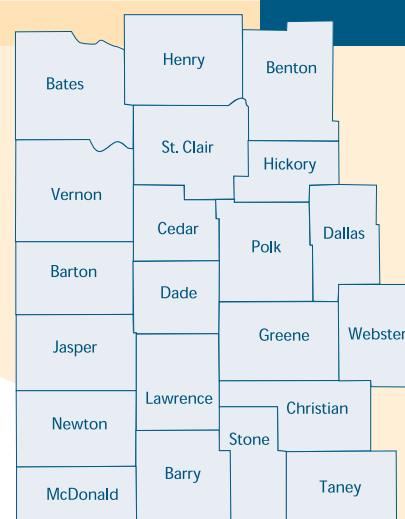 Henry
Benton
Bates
St. Clair
Hickory
Vernon
Cedar
Dallas
Polk
Barton
Dade
Greene
Webster
Jasper
Lawrence
Christian
Newton
Stone
Barry
Taney
McDonald